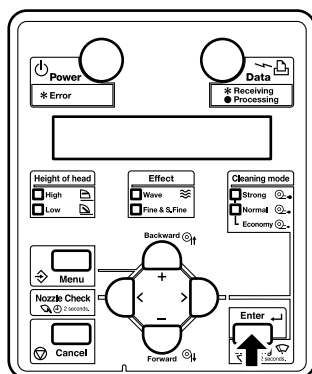 Power
Data
* Error
* Receiving
● Processing
Height of head
High
Low
Effect
Wave
Fine & S.Fine
Cleaning mode
Strong
Normal
Economy
Backward
Menu
+
< >
−
Nozzle Check
2 seconds.
Enter
Cancel
Forward
2 seconds.